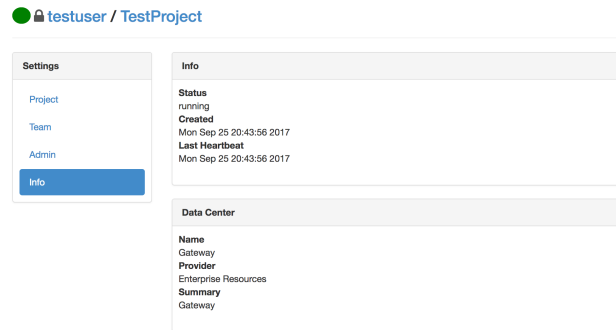 testuser / TestProject
Settings
Project
Team
Admin
Info
Info
Status
running
Created
Mon Sep 25 20:43:56 2017
Last Heartbeat
Mon Sep 25 20:43:56 2017
Data Center
Name
Gateway
Provider
Enterprise Resources
Summary
Gateway